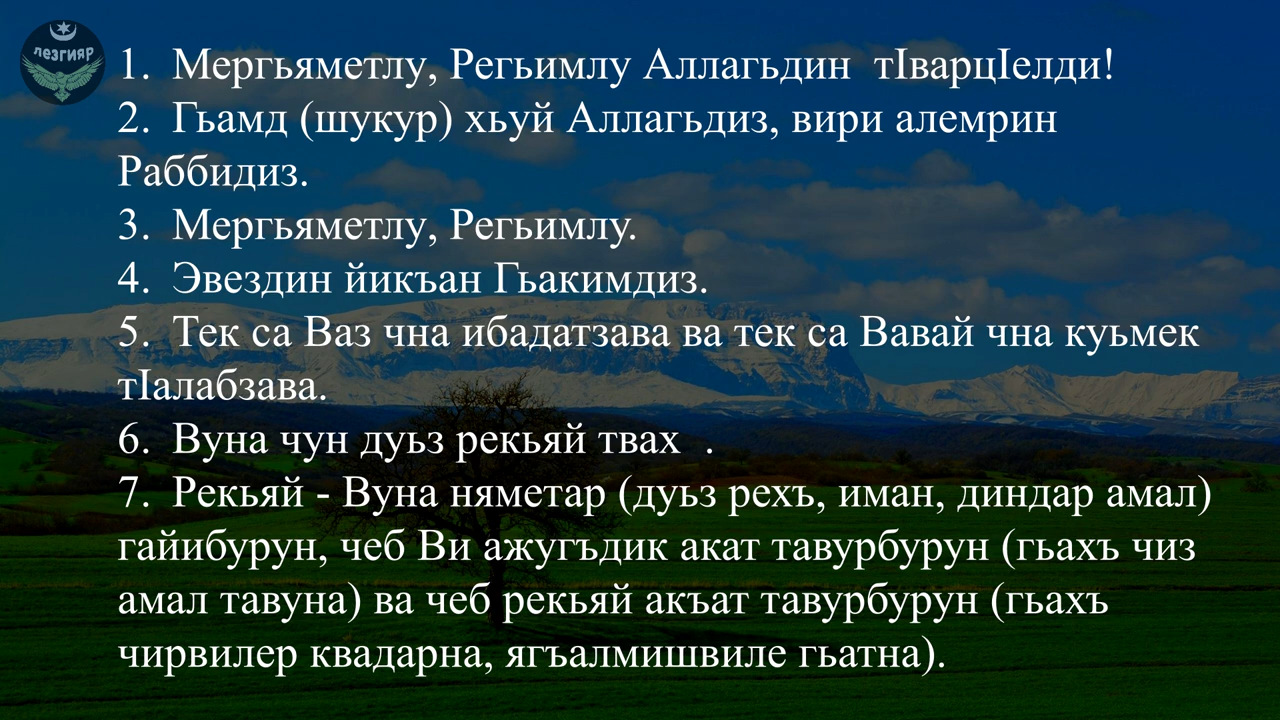 лезгияр
1. Мергьяметлу, Регьимлу Аллагьдин тӀварцӀелди!
2. Гьамд (шукур) хьуй Аллагьдиз, вири алемрин
Раббидиз.
3. Мергьяметлу, Регьимлу.
4. Эвездин йикъан Гьакимдиз.
5. Тек са Ваз чна ибадатзава ва тек са Вавай чна куьмек
тӀалабзава.
6. Вуна чун дуьз рекьяй твах .
7. Рекьяй - Вуна няметар (дуьз рехъ, иман, диндар амал)
гайибурун, чеб Ви ажугъдик акат тавурбурун (гьахъ чиз
амал тавуна) ва чеб рекьяй акъат тавурбурун (гьахъ
чирвилер квадарна, ягъалмишвиле гьатна).